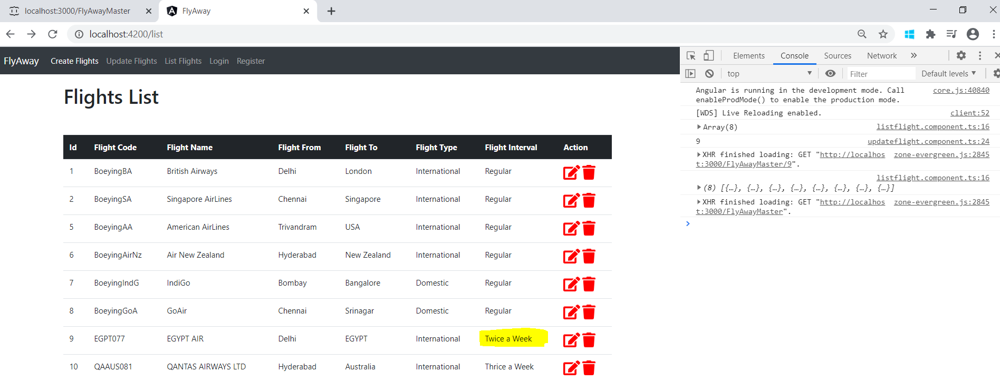 localhost:3000/FlyAwayMaster FlyAway
localhost:4200/list
FlyAway Create Flights Update Flights List Flights Login Register
Flights List
Id Flight Code Flight Name Flight From Flight To Flight Type Flight Interval Action
1 BoeyingBA British Airways Delhi London International Regular
2 BoeyingSA Singapore AirLines Chennai Singapore International Regular
5 BoeyingAA American AirLines Trivandram USA International Regular
6 BoeyingAirNz Air New Zealand Hyderabad New Zealand International Regular
7 BoeyingIndG IndiGo Bombay Bangalore Domestic Regular
8 BoeyingGoA GoAir Chennai Srinagar Domestic Regular
9 EGPT077 EGYPT AIR Delhi EGYPT International Twice a Week
10 QAAUS081 QANTAS AIRWAYS LTD Hyderabad Australia International Thrice a Week
Elements Console Sources Network »
top Filter Default levels
Angular is running in the development mode. Call core.js:40840
enableProdMode() to enable the production mode.
[WDS] Live Reloading enabled. client:52
Array(8) listflight.component.ts:16
9 updateflight.component.ts:24
XHR finished loading: GET "http://localhos zone-evergreen.js:2845
t:3000/FlyAwayMaster/9".
listflight.component.ts:16
(8) [{…}, {…}, {…}, {…}, {…}, {…}, {…}, {…}]
XHR finished loading: GET "http://localhos zone-evergreen.js:2845
t:3000/FlyAwayMaster".